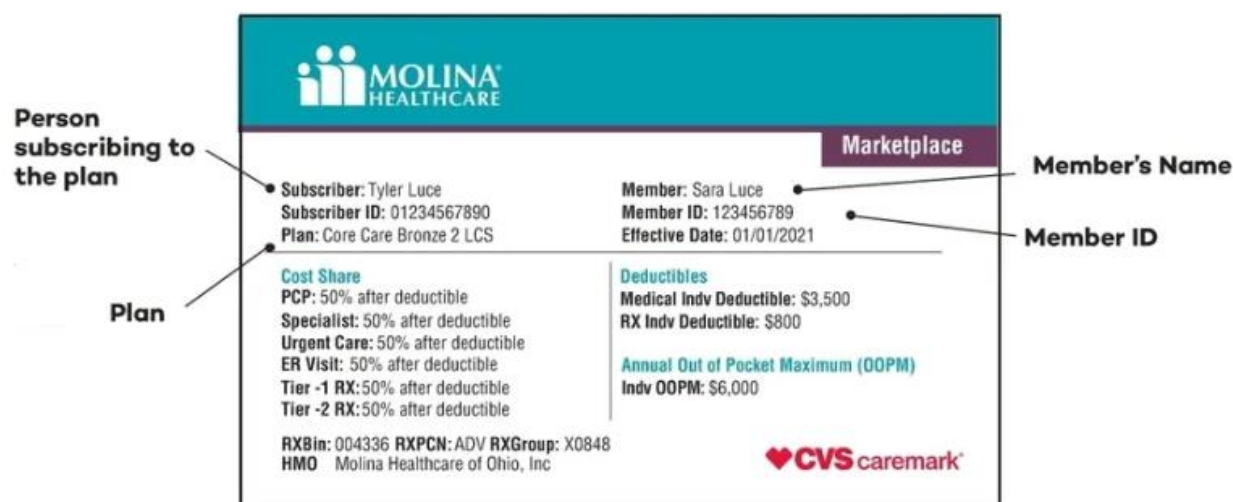 MOLINA®
HEALTHCARE
Marketplace
Person
subscribing to
the plan
Plan
Subscriber: Tyler Luce
Subscriber ID: 01234567890
Plan: Core Care Bronze 2 LCS
Member: Sara Luce
Member ID: 123456789
Effective Date: 01/01/2021
Member's Name
Member ID
Cost Share
PCP: 50% after deductible
Specialist: 50% after deductible
Urgent Care: 50% after deductible
ER Visit: 50% after deductible
Tier -1 RX: 50% after deductible
Tier -2 RX: 50% after deductible
Deductibles
Medical Indv Deductible: $3,500
RX Indv Deductible: $800
Annual Out of Pocket Maximum (OOPM)
Indv OOPM: $6,000
RXBin: 004336 RXPCN: ADV RXGroup: X0848
HMO Molina Healthcare of Ohio, Inc
CVS caremark®